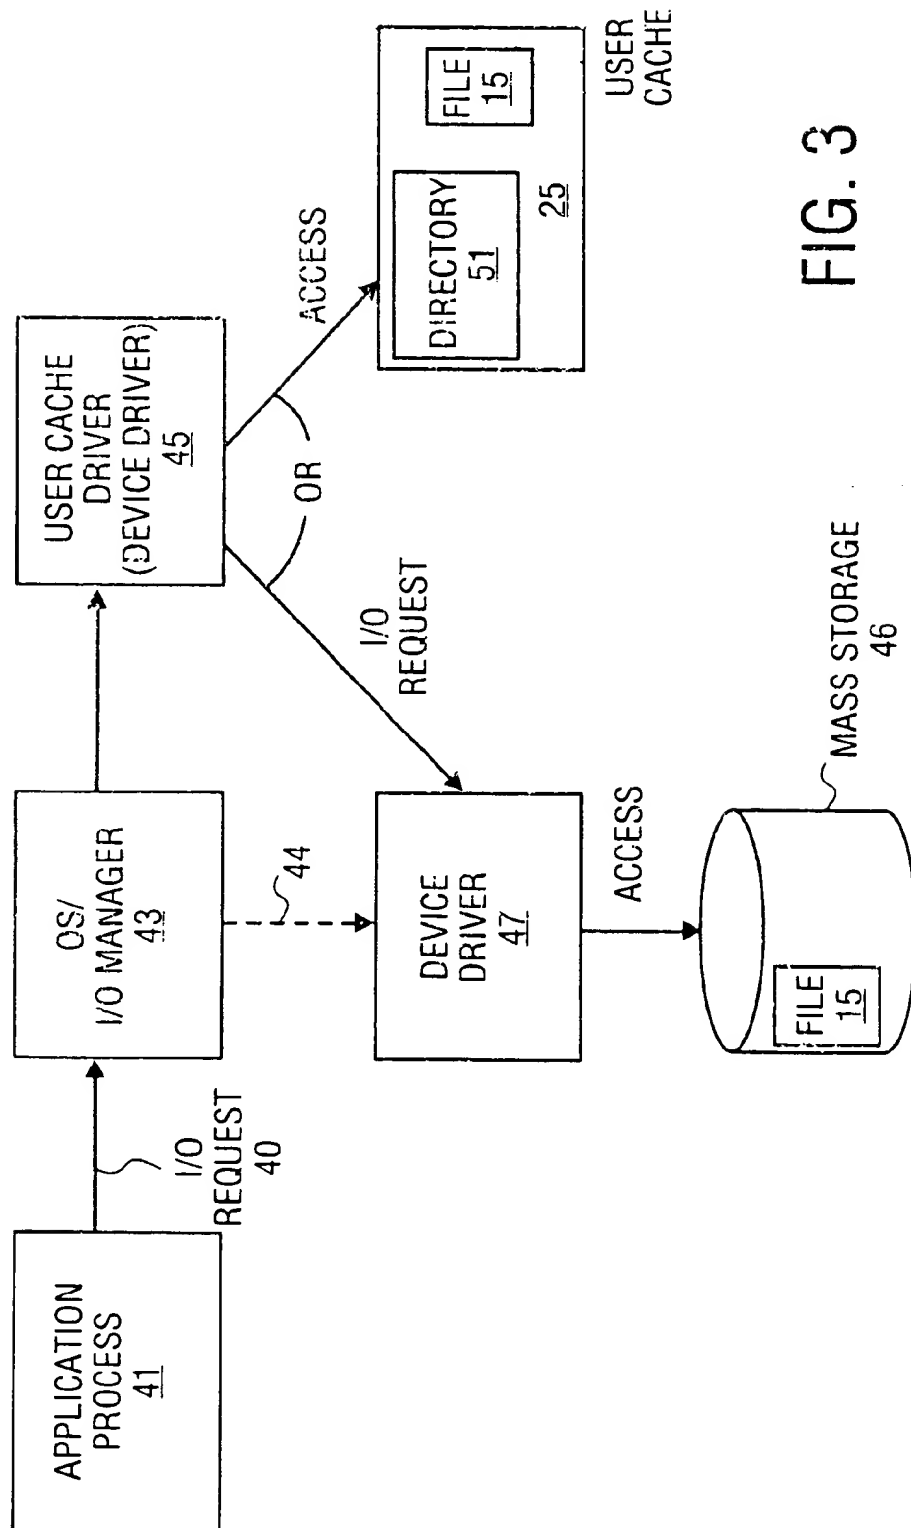 APPLICATION
PROCESS
41
I/O
REQUEST
40
OS/
I/O MANAGER
43
44
USER CACHE
DRIVER
(DEVICE DRIVER)
45
ACCESS
OR
I/O
REQUEST
DEVICE
DRIVER
47
ACCESS
FILE
15
MASS STORAGE
46
DIRECTORY
51
FILE
15
25
USER
CACHE
FIG. 3